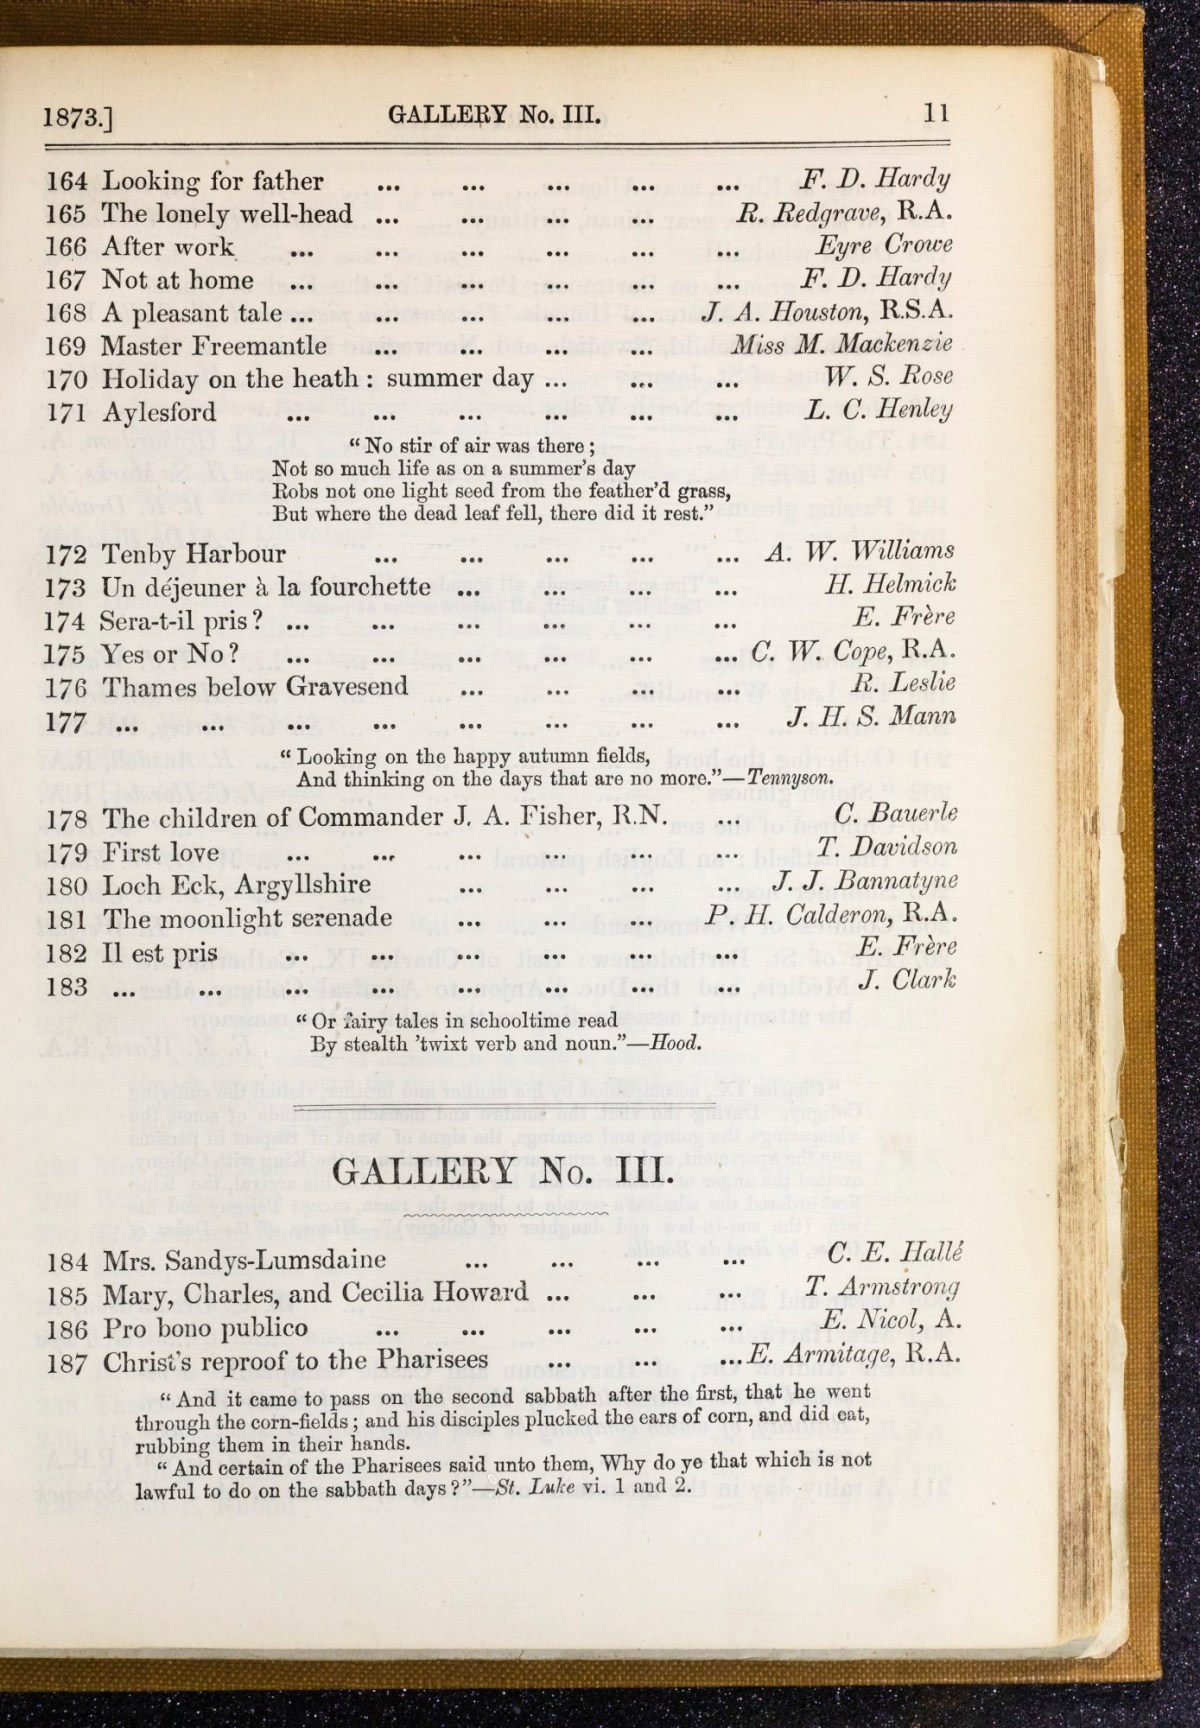 1873.] GALLERY No. III. 11
164 Looking for father ... ... ... ... ... F. D. Hardy
165 The lonely well-head ... ... ... ... R. Redgrave, R.A.
166 After work ... ... ... ... ... ... Eyre Crowe
167 Not at home ... ... ... ... ... ... F. D. Hardy
168 A pleasant tale ... ... ... ... ... J. A. Houston, R.S.A.
169 Master Freemantle ... ... ... ... Miss M. Mackenzie
170 Holiday on the heath : summer day ... ... ... W. S. Rose
171 Aylesford ... ... ... ... ... ... L. C. Henley
“ No stir of air was there ;
Not so much life as on a summer’s day
Robs not one light seed from the feather’d grass,
But where the dead leaf fell, there did it rest.”
172 Tenby Harbour ... ... ... ... ... A. W. Williams
173 Un déjeuner à la fourchette ... ... ... ... H. Helmick
174 Sera-t-il pris ? ... ... ... ... ... ... E. Frère
175 Yes or No ? ... ... ... ... ... ... C. W. Cope, R.A.
176 Thames below Gravesend ... ... ... ... R. Leslie
177 ... ... ... ... ... ... ... ... J. H. S. Mann
“ Looking on the happy autumn fields,
And thinking on the days that are no more.”—Tennyson.
178 The children of Commander J. A. Fisher, R.N. ... C. Bauerle
179 First love ... ... ... ... ... ... T. Davidson
180 Loch Eck, Argyllshire ... ... ... ... J. J. Bannatyne
181 The moonlight serenade ... ... ... P. H. Calderon, R.A.
182 Il est pris ... ... ... ... ... ... E. Frère
183 ... ... ... ... ... ... ... ... J. Clark
“ Or fairy tales in schooltime read
By stealth ’twixt verb and noun.”—Hood.
GALLERY No. III.
184 Mrs. Sandys-Lumsdaine ... ... ... ... C. E. Hallé
185 Mary, Charles, and Cecilia Howard ... ... ... T. Armstrong
186 Pro bono publico ... ... ... ... ... E. Nicol, A.
187 Christ’s reproof to the Pharisees ... ... ... E. Armitage, R.A.
“ And it came to pass on the second sabbath after the first, that he went
through the corn-fields ; and his disciples plucked the ears of corn, and did eat,
rubbing them in their hands.
“ And certain of the Pharisees said unto them, Why do ye that which is not
lawful to do on the sabbath days ?”—St. Luke vi. 1 and 2.